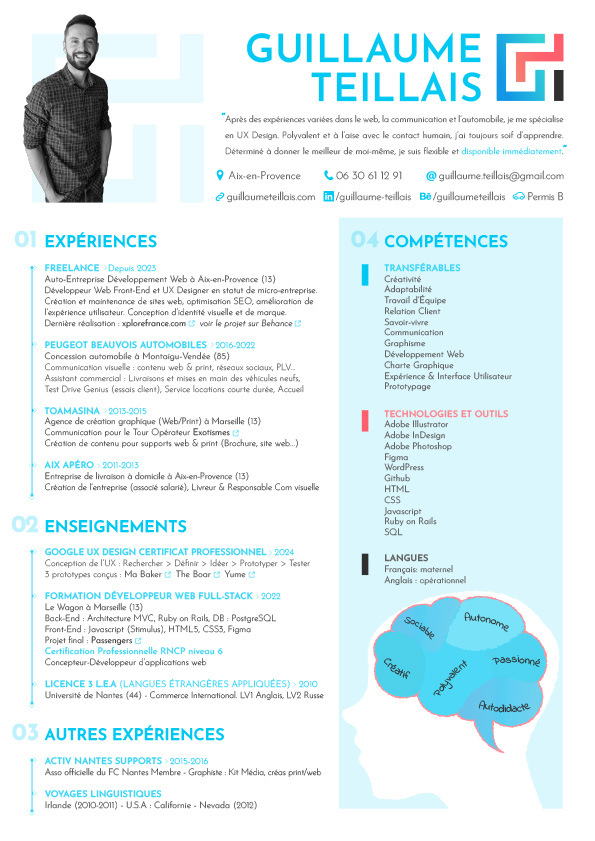 GUILLAUME
TEILLAIS
"Après des expériences variées dans le web, la communication et l'automobile, je me spécialise
en UX Design. Polyvalent et à l'aise avec le contact humain, j'ai toujours soif d'apprendre.
Déterminé à donner le meilleur de moi-même, je suis flexible et disponible immédiatement."
Aix-en-Provence 06 30 61 12 91 guillaume.teillais@gmail.com
guillaumeteillais.com /guillaume-teillais /guillaumeteillais Permis B
01 EXPÉRIENCES
FREELANCE > Depuis 2023
Auto-Entreprise Développement Web à Aix-en-Provence (13)
Développeur Web Front-End et UX Designer en statut de micro-entreprise.
Création et maintenance de sites web, optimisation SEO, amélioration de
l'expérience utilisateur. Conception d'identité visuelle et de marque.
Dernière réalisation : xplorefrance.com voir le projet sur Behance
PEUGEOT BEAUVOIS AUTOMOBILES > 2016-2022
Concession automobile à Montaigu-Vendée (85)
Communication visuelle : contenu web & print, réseaux sociaux, PLV...
Assistant commercial : Livraisons et mises en main des véhicules neufs,
Test Drive Genius (essais client), Service locations courte durée, Accueil
TOAMASINA > 2013-2015
Agence de création graphique (Web/Print) à Marseille (13)
Communication pour le Tour Opérateur Exotismes
Création de contenu pour supports web & print (Brochure, site web...)
AIX APÉRO > 2011-2013
Entreprise de livraison à domicile à Aix-en-Provence (13)
Création de l'entreprise (associé salarié), Livreur & Responsable Com visuelle
02 ENSEIGNEMENTS
GOOGLE UX DESIGN CERTIFICAT PROFESSIONNEL > 2024
Conception de l'UX : Rechercher > Définir > Idéer > Prototyper > Tester
3 prototypes conçus : Ma Baker The Boar Yume
FORMATION DÉVELOPPEUR WEB FULL-STACK > 2022
Le Wagon à Marseille (13)
Back-End : Architecture MVC, Ruby on Rails, DB : PostgreSQL
Front-End : Javascript (Stimulus), HTML5, CSS3, Figma
Projet final : Passengers
Certification Professionnelle RNCP niveau 6
Concepteur-Développeur d'applications web
LICENCE 3 L.E.A (LANGUES ÉTRANGÈRES APPLIQUÉES) > 2010
Université de Nantes (44) - Commerce International. LV1 Anglais, LV2 Russe
03 AUTRES EXPÉRIENCES
ACTIV NANTES SUPPORTS > 2015-2016
Asso officielle du FC Nantes Membre - Graphiste : Kit Média, créas print/web
VOYAGES LINGUISTIQUES
Irlande (2010-2011) - U.S.A : Californie - Nevada (2012)
04 COMPÉTENCES
TRANSFÉRABLES
Créativité
Adaptabilité
Travail d'Équipe
Relation Client
Savoir-vivre
Communication
Graphisme
Développement Web
Charte Graphique
Expérience & Interface Utilisateur
Prototypage
TECHNOLOGIES ET OUTILS
Adobe Illustrator
Adobe InDesign
Adobe Photoshop
Figma
WordPress
Github
HTML
CSS
Javascript
Ruby on Rails
SQL
LANGUES
Français: maternel
Anglais : opérationnel
Sociable
Autonome
Créatif
Polyvalent
Passionné
Autodidacte